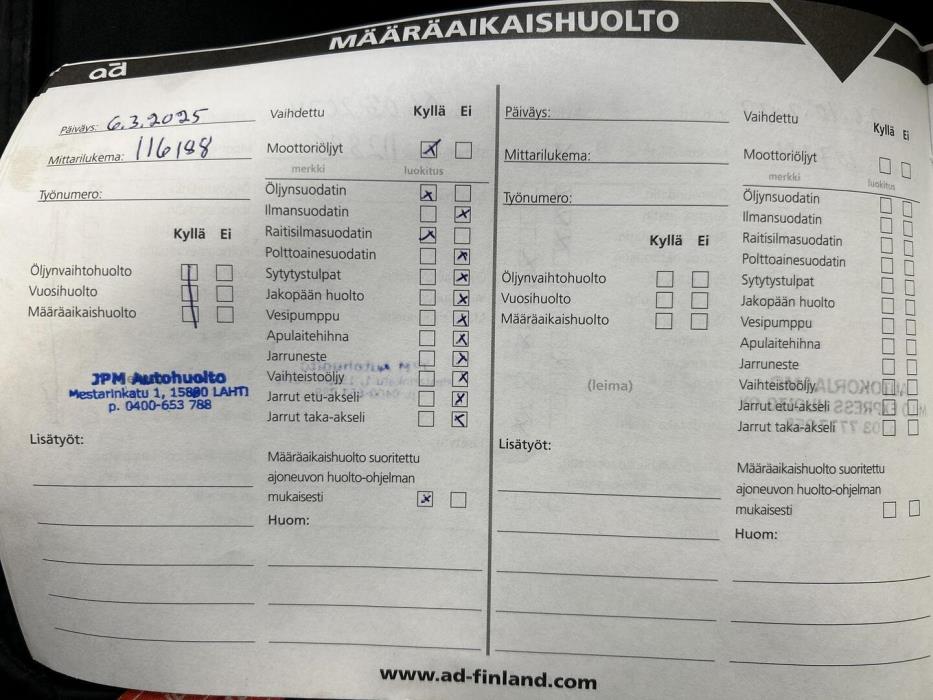 MÄÄRÄAIKAISHUOLTO
ad
Päiväys: 6.3.2025
Mittarilukema: 116188
Työnumero:
Kyllä Ei
Öljynvaihtohuolto
Vuosihuolto
Määräaikaishuolto
JPM Autohuolto
Mestarinkatu 1, 15800 LAHTI
p. 0400-653 788
Lisätyöt:
Vaihdettu Kyllä Ei
Moottoriöljyt
merkki luokitus
Öljynsuodatin
Ilmansuodatin
Raitisilmasuodatin
Polttoainesuodatin
Sytytystulpat
Jakopään huolto
Vesipumppu
Apulaitehihna
Jarruneste
Vaihteistoöljy
Jarrut etu-akseli
Jarrut taka-akseli
Määräaikaishuolto suoritettu
ajoneuvon huolto-ohjelman
mukaisesti
Huom:
Päiväys:
Mittarilukema:
Työnumero:
Kyllä Ei
Öljynvaihtohuolto
Vuosihuolto
Määräaikaishuolto
(leima)
Lisätyöt:
Vaihdettu Kyllä Ei
Moottoriöljyt
merkki luokitus
Öljynsuodatin
Ilmansuodatin
Raitisilmasuodatin
Polttoainesuodatin
Sytytystulpat
Jakopään huolto
Vesipumppu
Apulaitehihna
Jarruneste
Vaihteistoöljy
Jarrut etu-akseli
Jarrut taka-akseli
Määräaikaishuolto suoritettu
ajoneuvon huolto-ohjelman
mukaisesti
Huom:
www.ad-finland.com